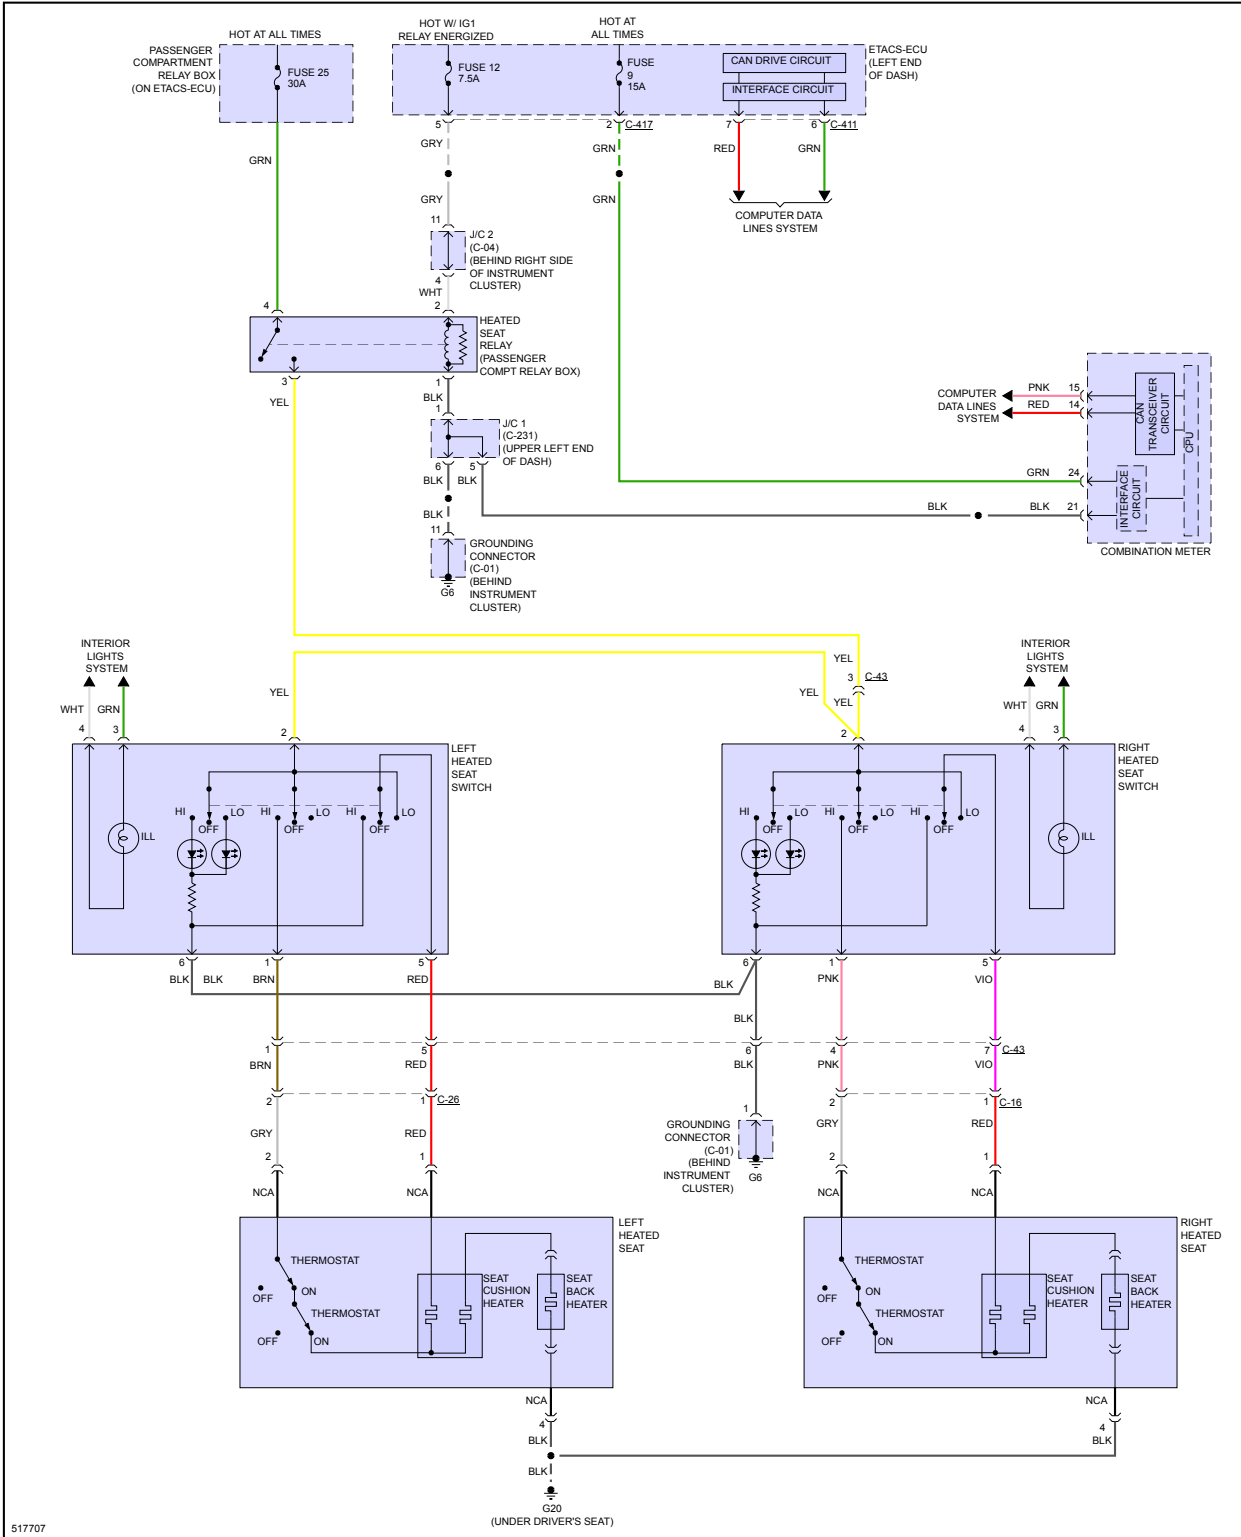 HOT AT ALL TIMES
PASSENGER
COMPARTMENT
RELAY BOX
(ON ETACS-ECU)
FUSE 25
30A
HOT W/ IG1
RELAY ENERGIZED
FUSE 12
7.5A
HOT AT
ALL TIMES
FUSE
9
15A
CAN DRIVE CIRCUIT
INTERFACE CIRCUIT
ETACS-ECU
(LEFT END
OF DASH)
5
2
C-417
7
6
C-411
GRN
GRY
GRN
RED
GRN
GRY
GRN
COMPUTER DATA
LINES SYSTEM
11
J/C 2
(C-04)
(BEHIND RIGHT SIDE
OF INSTRUMENT
CLUSTER)
4
WHT
4
2
HEATED
SEAT
RELAY
(PASSENGER
COMPT RELAY BOX)
3
1
YEL
BLK
1
J/C 1
(C-231)
(UPPER LEFT END
OF DASH)
6
5
BLK
BLK
BLK
11
GROUNDING
CONNECTOR
(C-01)
(BEHIND
INSTRUMENT
CLUSTER)
G6
COMPUTER
DATA LINES
SYSTEM
PNK
15
RED
14
GRN
24
BLK
BLK
21
CAN
TRANSCEIVER
CIRCUIT
CPU
INTERFACE
CIRCUIT
COMBINATION METER
INTERIOR
LIGHTS
SYSTEM
WHT
GRN
4
3
YEL
2
YEL
YEL
3
C-43
YEL
2
INTERIOR
LIGHTS
SYSTEM
WHT
GRN
4
3
LEFT
HEATED
SEAT
SWITCH
ILL
HI
OFF
LO
HI
OFF
LO
HI
OFF
LO
RIGHT
HEATED
SEAT
SWITCH
HI
OFF
LO
HI
OFF
LO
HI
OFF
LO
ILL
6
1
5
BLK
BLK
BRN
RED
6
1
5
BLK
PNK
VIO
BLK
1
5
6
4
7
C-43
BRN
RED
BLK
PNK
VIO
2
1
C-26
2
1
C-16
GRY
RED
GRY
RED
1
GROUNDING
CONNECTOR
(C-01)
(BEHIND
INSTRUMENT
CLUSTER)
G6
2
1
2
1
NCA
NCA
NCA
NCA
LEFT
HEATED
SEAT
THERMOSTAT
OFF
ON
THERMOSTAT
OFF
ON
SEAT
CUSHION
HEATER
SEAT
BACK
HEATER
RIGHT
HEATED
SEAT
THERMOSTAT
OFF
ON
THERMOSTAT
OFF
ON
SEAT
CUSHION
HEATER
SEAT
BACK
HEATER
NCA
4
BLK
NCA
4
BLK
BLK
G20
(UNDER DRIVER'S SEAT)
517707